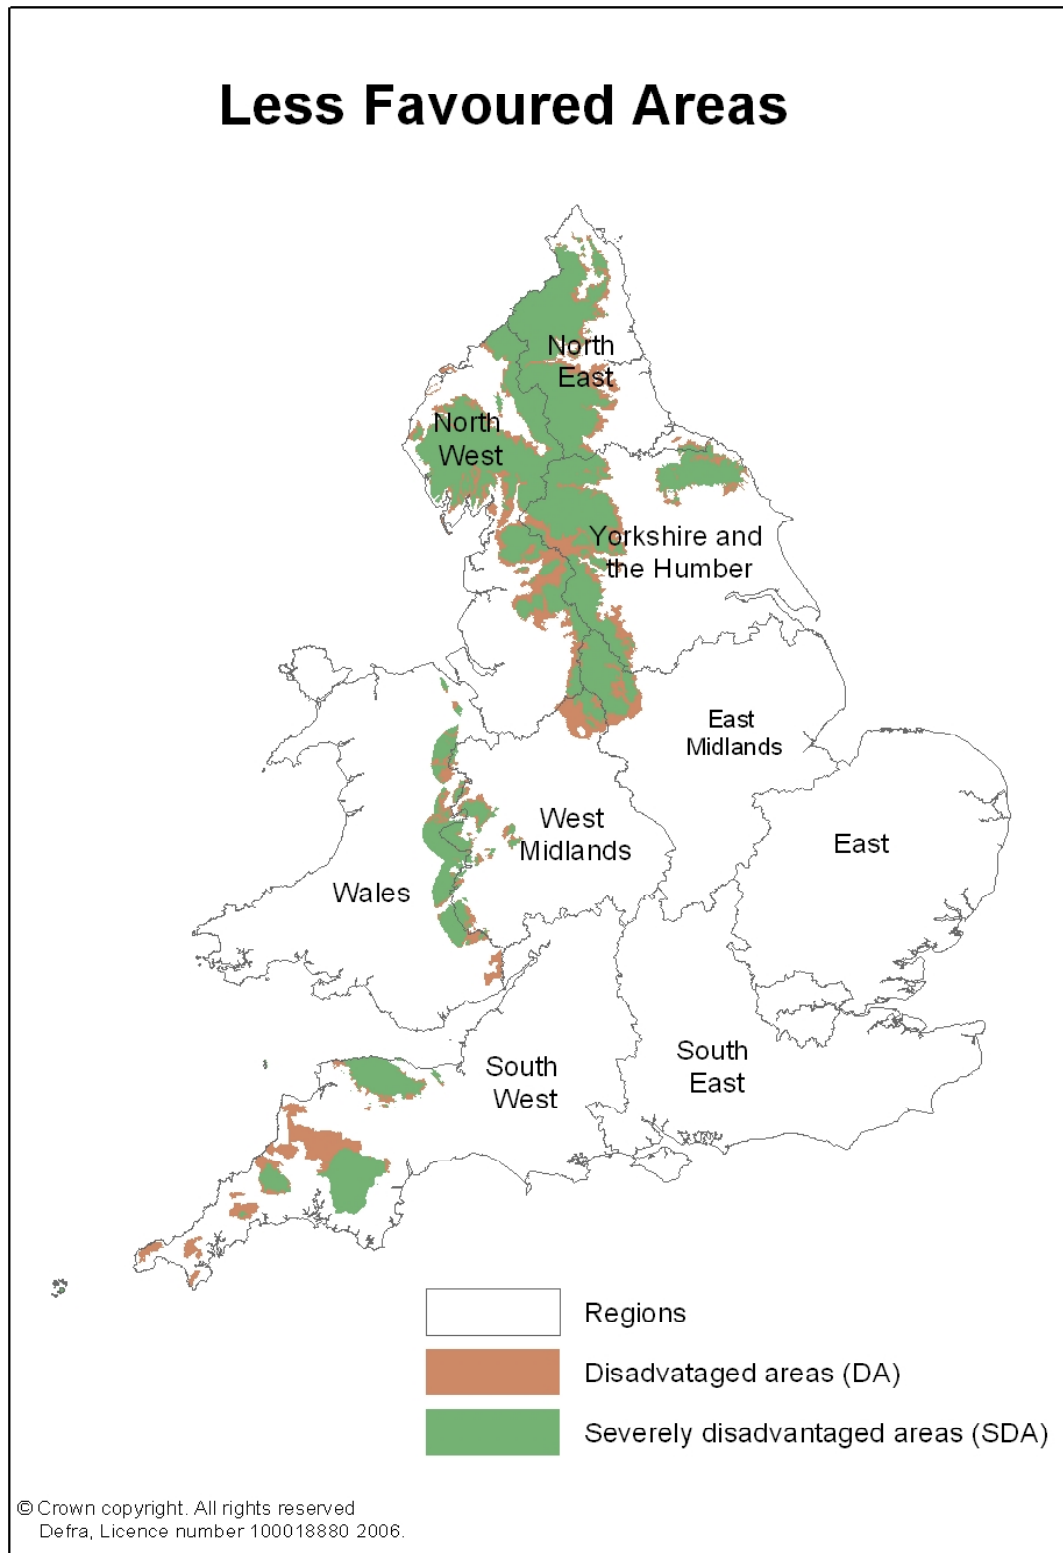 Less Favoured Areas
North
East
North
West
Yorkshire and
the Humber
East
Midlands
West
Midlands
East
Wales
South
East
South
West
Regions
Disadvataged areas (DA)
Severely disadvantaged areas (SDA)
© Crown copyright. All rights reserved
Defra, Licence number 100018880 2006.